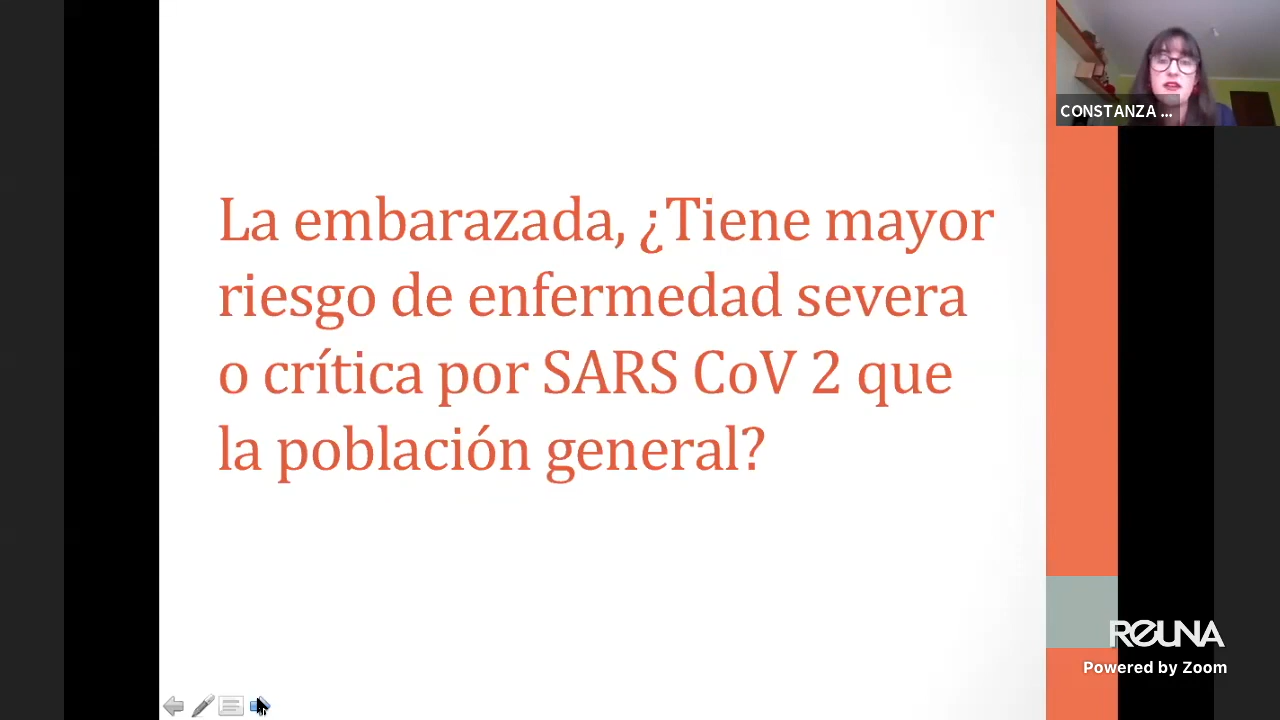 La embarazada, ¿Tiene mayor
riesgo de enfermedad severa
o crítica por SARS CoV 2 que
la población general?
CONSTANZA ...
REUNA
Powered by Zoom